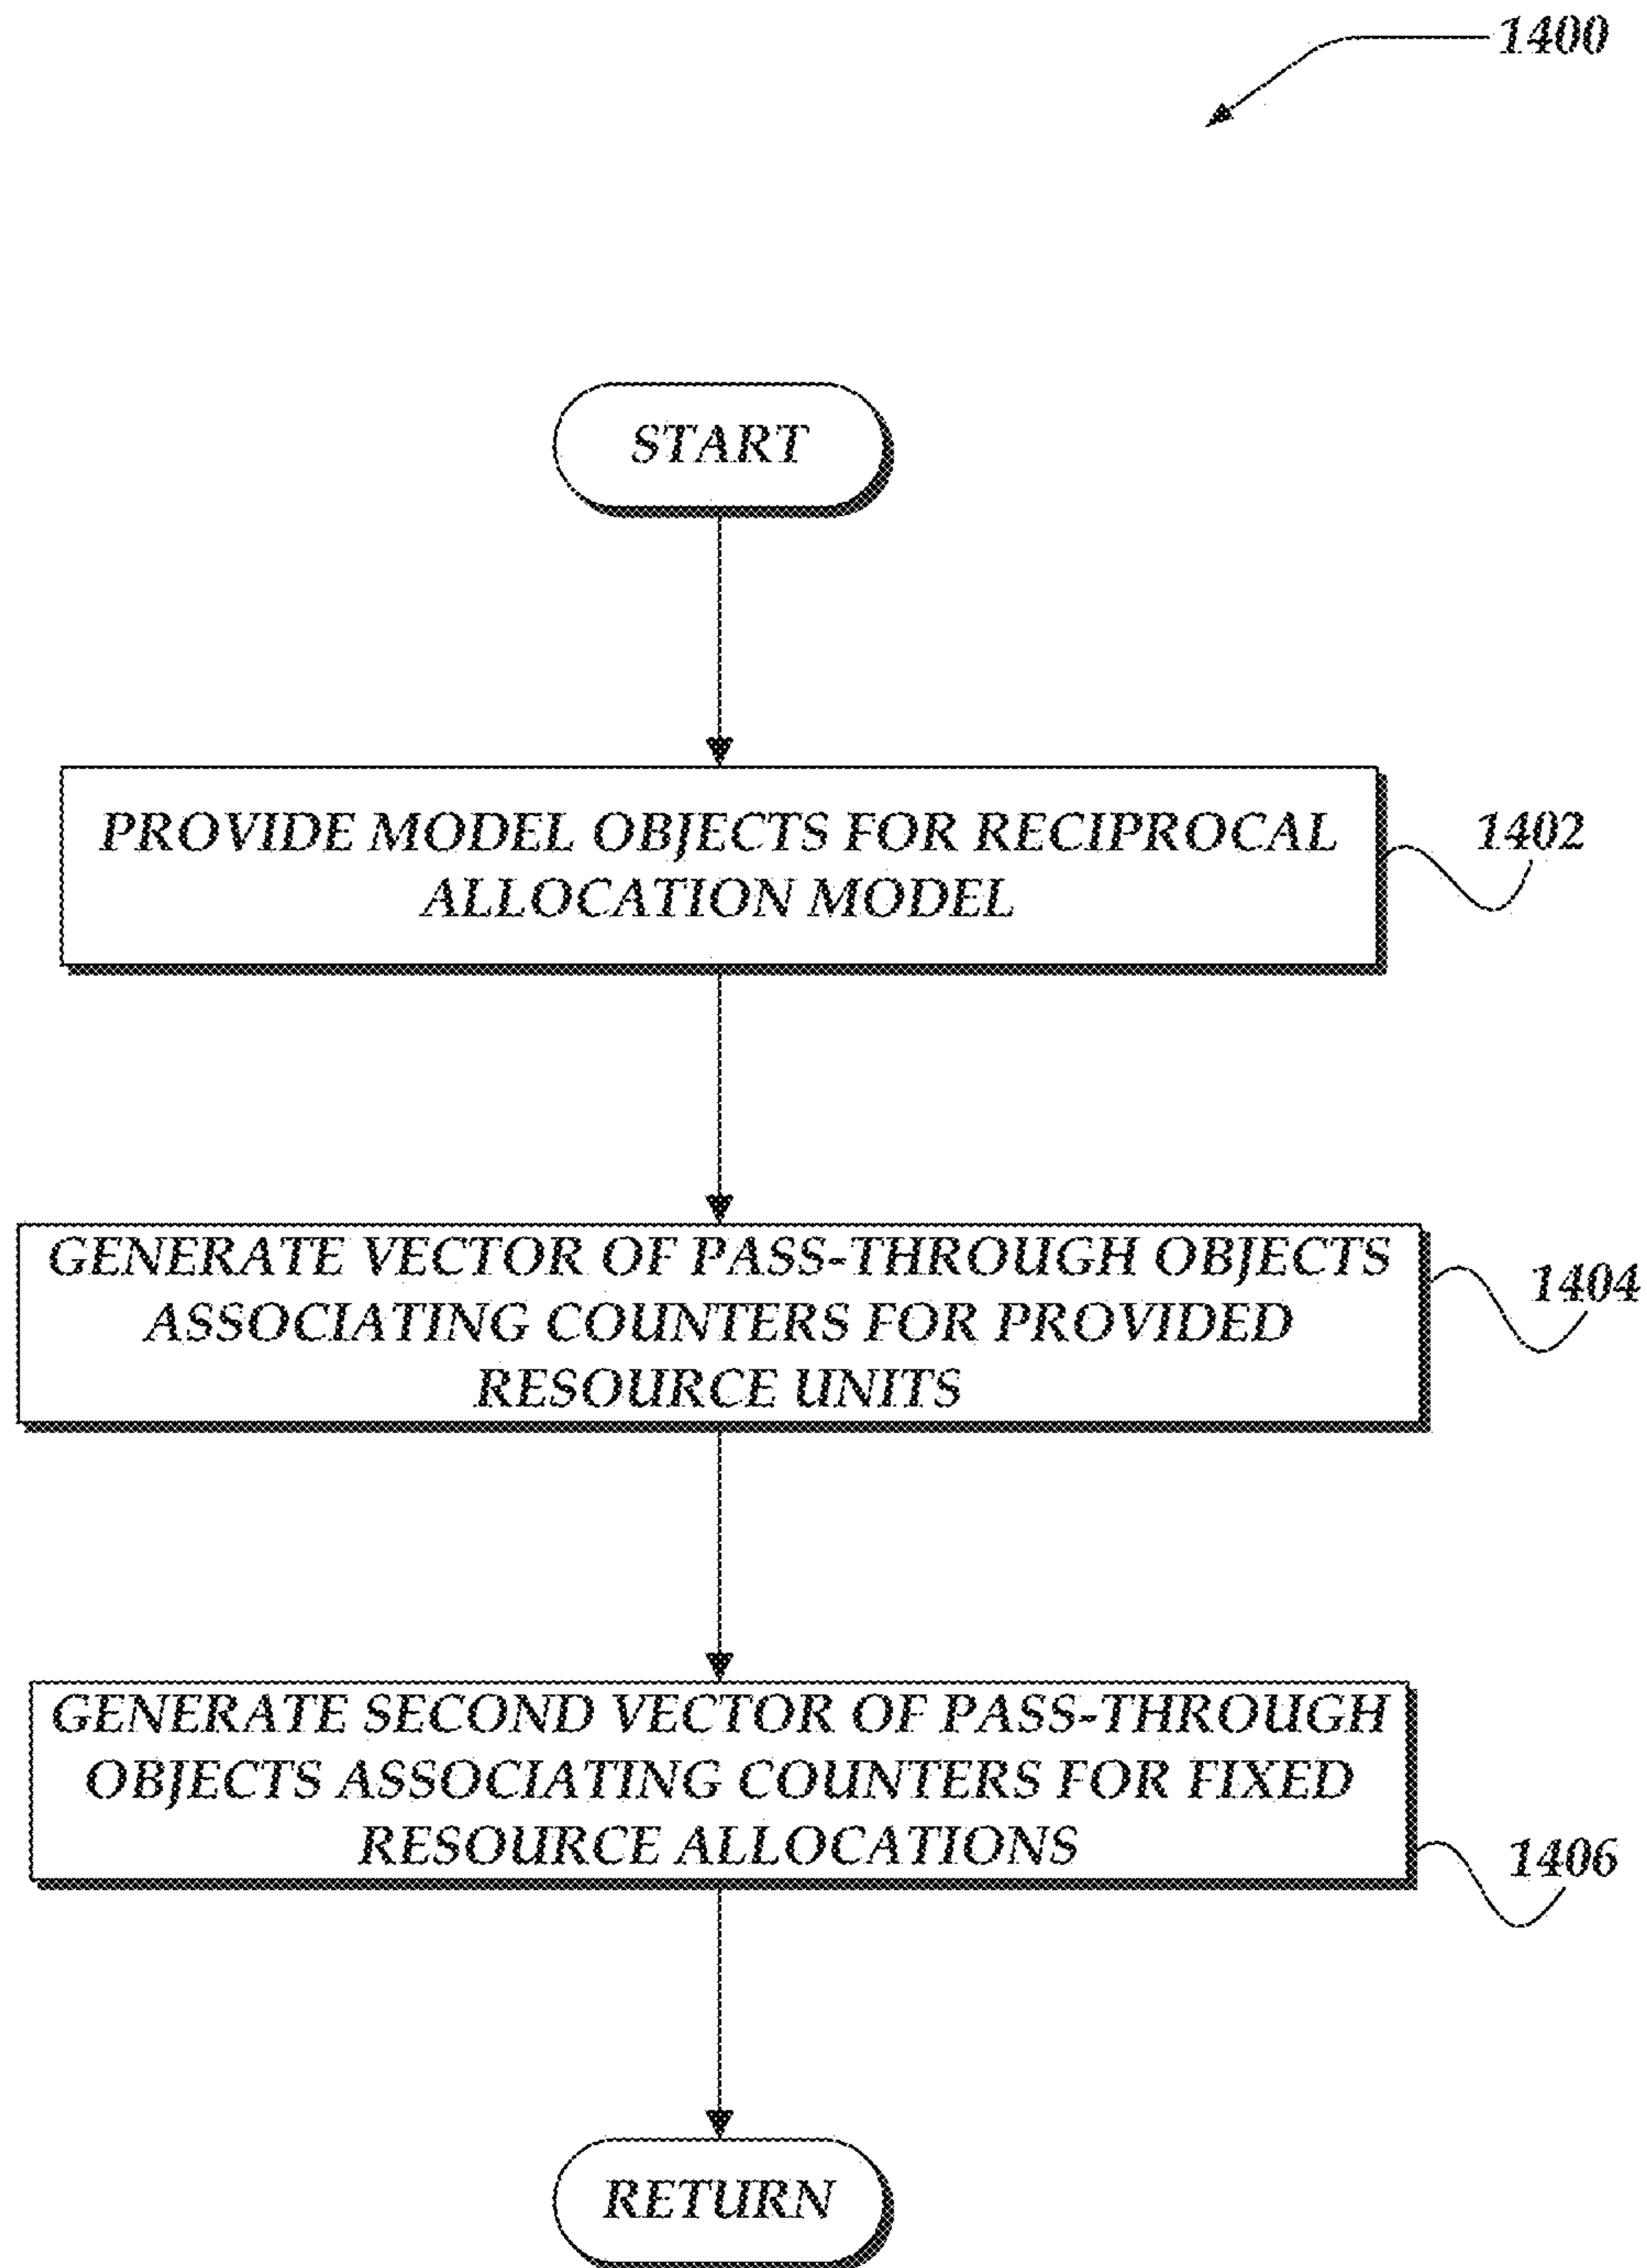 1400
START
PROVIDE MODEL OBJECTS FOR RECIPROCAL
ALLOCATION MODEL
1402
GENERATE VECTOR OF PASS-THROUGH OBJECTS
ASSOCIATING COUNTERS FOR PROVIDED
RESOURCE UNITS
1404
GENERATE SECOND VECTOR OF PASS-THROUGH
OBJECTS ASSOCIATING COUNTERS FOR FIXED
RESOURCE ALLOCATIONS
1406
RETURN